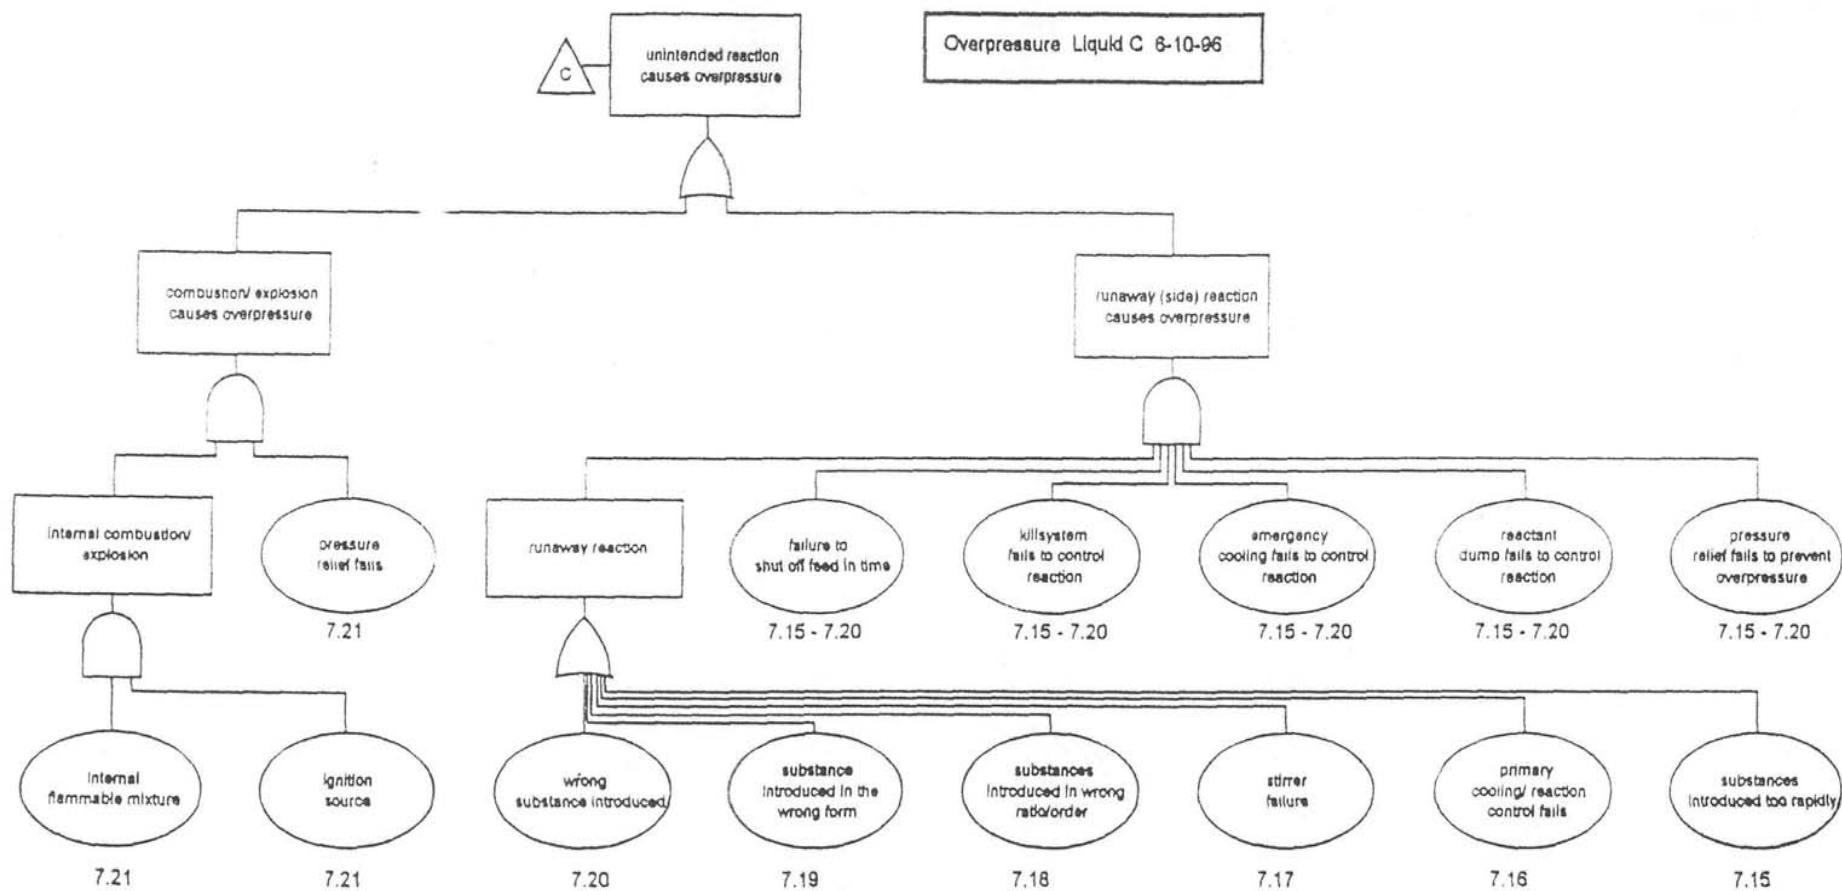 Overpressure Liquid C 6-10-96
C
unintended reaction
causes overpressure
combustion/ explosion
causes overpressure
runaway (side) reaction
causes overpressure
internal combustion/
explosion
pressure
relief fails
7.21
runaway reaction
failure to
shut off feed in time
7.15 - 7.20
killsystem
fails to control
reaction
7.15 - 7.20
emergency
cooling fails to control
reaction
7.15 - 7.20
reactant
dump fails to control
reaction
7.15 - 7.20
pressure
relief fails to prevent
overpressure
7.15 - 7.20
internal
flammable mixture
7.21
ignition
source
7.21
wrong
substance introduced
7.20
substance
introduced in the
wrong form
7.19
substances
introduced in wrong
ratio/order
7.18
stirrer
failure
7.17
primary
cooling/ reaction
control fails
7.16
substances
introduced too rapidly
7.15